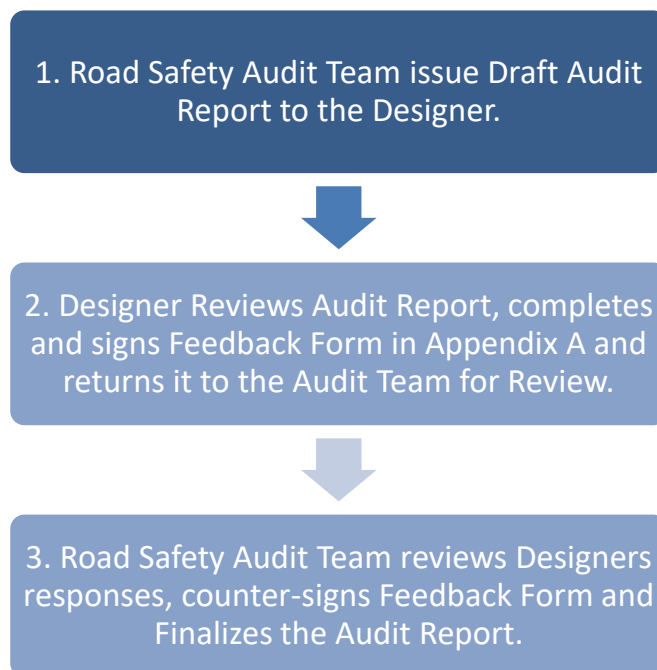 1. Road Safety Audit Team issue Draft Audit
Report to the Designer.
2. Designer Reviews Audit Report, completes
and signs Feedback Form in Appendix A and
returns it to the Audit Team for Review.
3. Road Safety Audit Team reviews Designers
responses, counter-signs Feedback Form and
Finalizes the Audit Report.